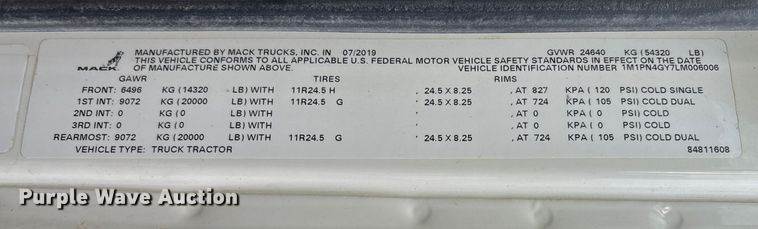 MANUFACTURED BY MACK TRUCKS, INC. IN 07/2019 GVWR 24640 KG (54320 LB)
THIS VEHICLE CONFORMS TO ALL APPLICABLE U.S. FEDERAL MOTOR VEHICLE SAFETY STANDARDS IN EFFECT ON THE DATE
MACK OF MANUFACTURE SHOWN ABOVE. VEHICLE IDENTIFICATION NUMBER 1M1PN4GY7LM006006
GAWR TIRES RIMS
FRONT: 6496 KG (14320 LB) WITH 11R24.5 H , 24.5 X 8.25 , AT 827 KPA ( 120 PSI) COLD SINGLE
1ST INT: 9072 KG (20000 LB) WITH 11R24.5 G , 24.5 X 8.25 , AT 724 KPA ( 105 PSI) COLD DUAL
2ND INT: 0 KG (0 LB) WITH , , AT 0 KPA ( 0 PSI) COLD
3RD INT: 0 KG (0 LB) WITH , , AT 0 KPA ( 0 PSI) COLD
REARMOST: 9072 KG (20000 LB) WITH 11R24.5 G , 24.5 X 8.25 , AT 724 KPA ( 105 PSI) COLD DUAL
VEHICLE TYPE: TRUCK TRACTOR 84811608
Purple Wave Auction